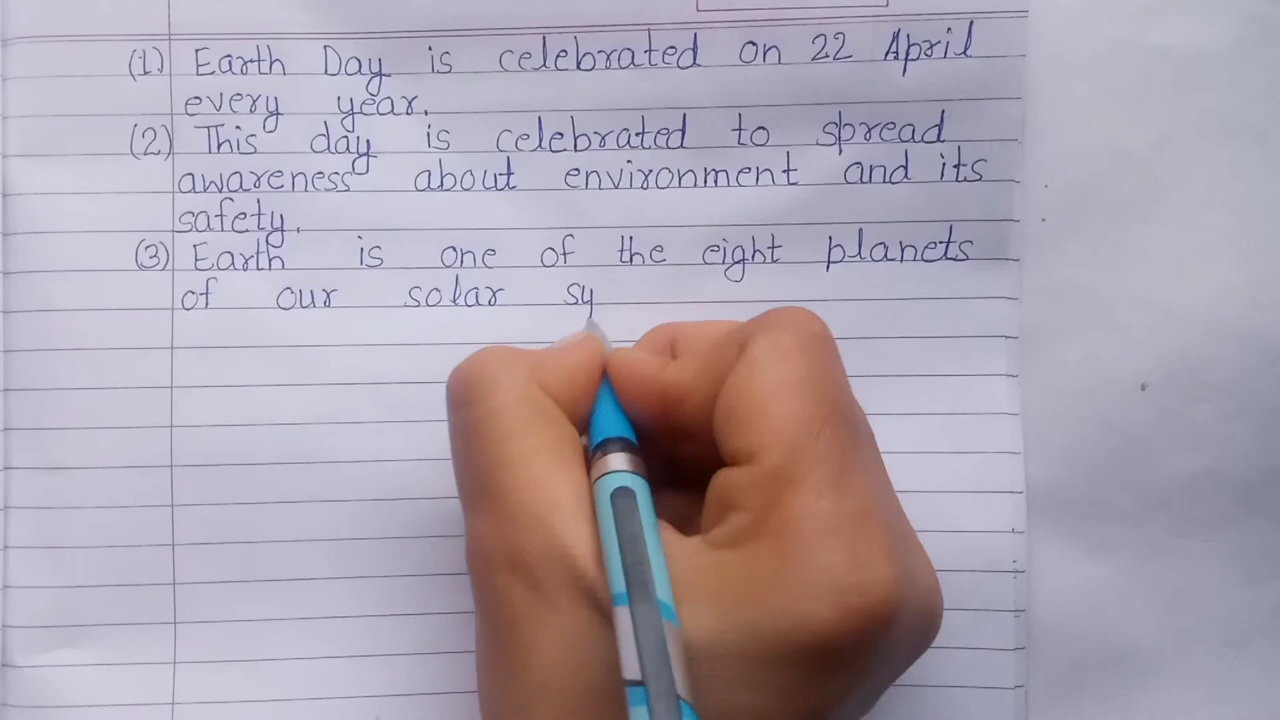 (1) Earth Day is celebrated on 22 April
every year.
(2) This day is celebrated to spread
awareness about environment and its
safety.
(3) Earth is one of the eight planets
of our solar sy